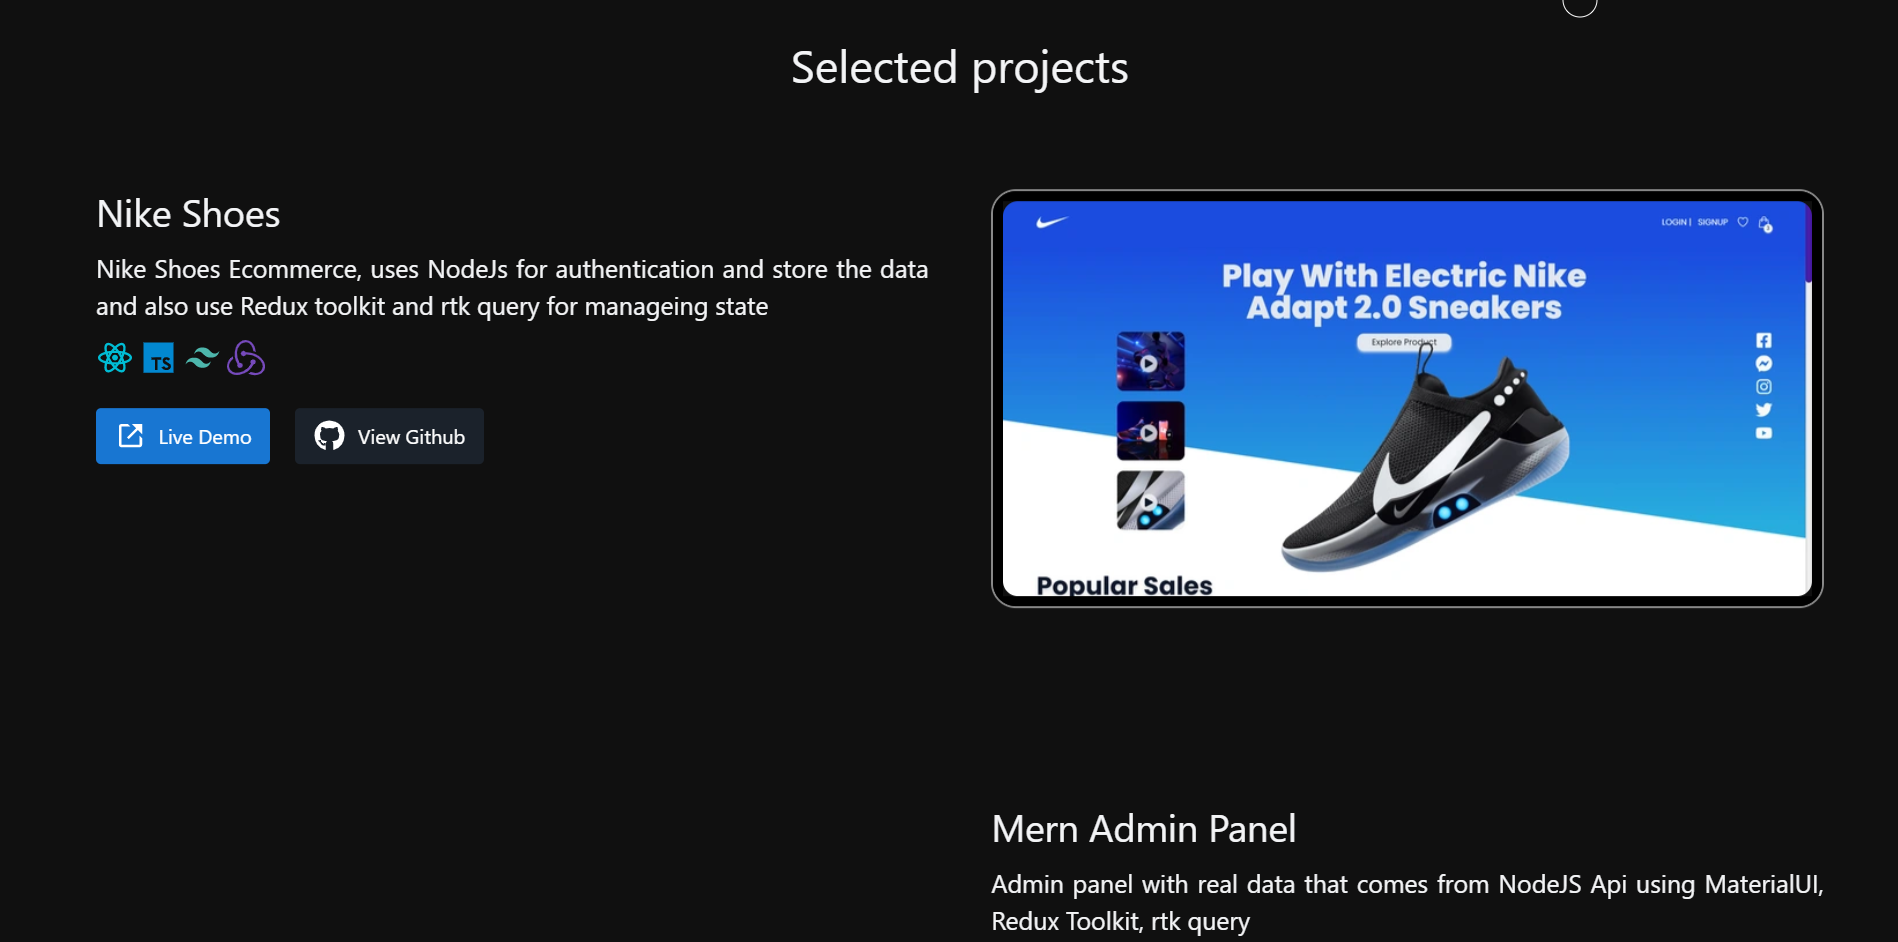 Selected projects
Nike Shoes
Nike Shoes Ecommerce, uses NodeJs for authentication and store the data
and also use Redux toolkit and rtk query for manageing state
TS
Live Demo
View Github
LOGIN | SIGNUP
Play With Electric Nike
Adapt 2.0 Sneakers
Explore Product
Popular Sales
Mern Admin Panel
Admin panel with real data that comes from NodeJS Api using MaterialUI,
Redux Toolkit, rtk query